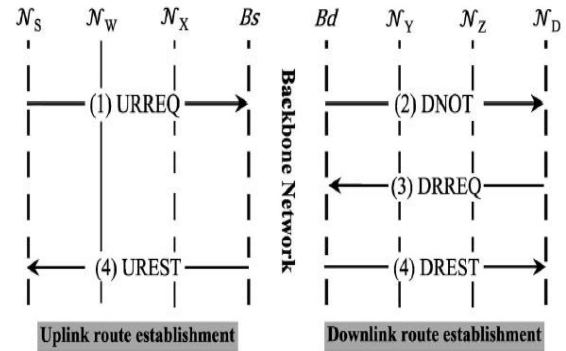 𝒩S 𝒩W 𝒩X Bs Bd 𝒩Y 𝒩Z 𝒩D
(1) URREQ
(2) DNOT
(3) DRREQ
(4) UREST
(4) DREST
Backbone Network
Uplink route establishment
Downlink route establishment